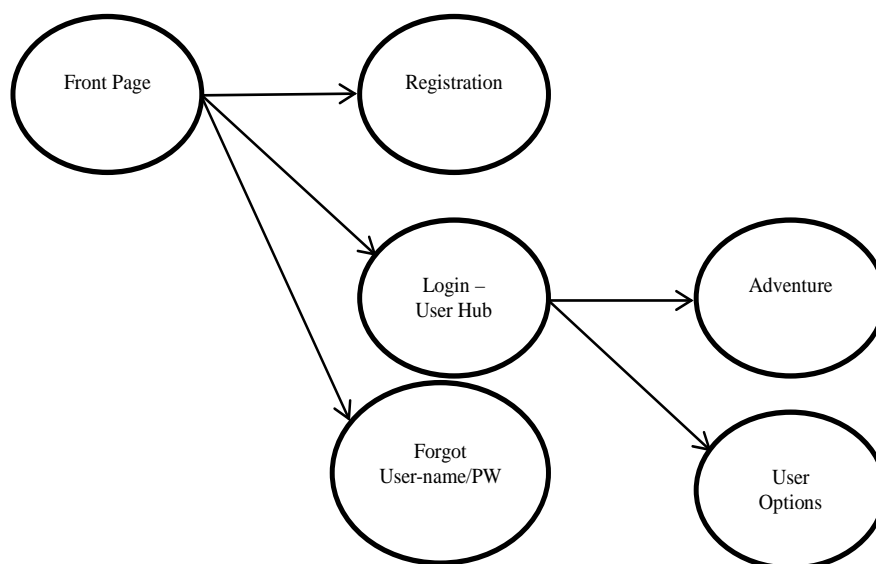 Front Page
Registration
Login –
User Hub
Adventure
Forgot
User-name/PW
User
Options